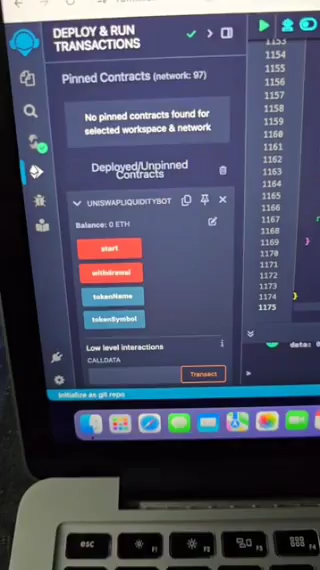 DEPLOY & RUN
TRANSACTIONS
Pinned Contracts (network: 97)
No pinned contracts found for
selected workspace & network
Deployed/Unpinned
Contracts
UNISWAPLIQUIDITYBOT
Balance: 0 ETH
start
withdrawal
tokenName
tokenSymbol
Low level interactions
i
CALLDATA
Transact
Initialize as git repo
1153
1154
1155
1156
1157
1158
1159
1160
1161
1162
1163
1164
1165
1166
1167
1168
1169 }
1170
1171
1172
1173
1174 }
1175
data:
>
esc
F1
F2
F3
F4